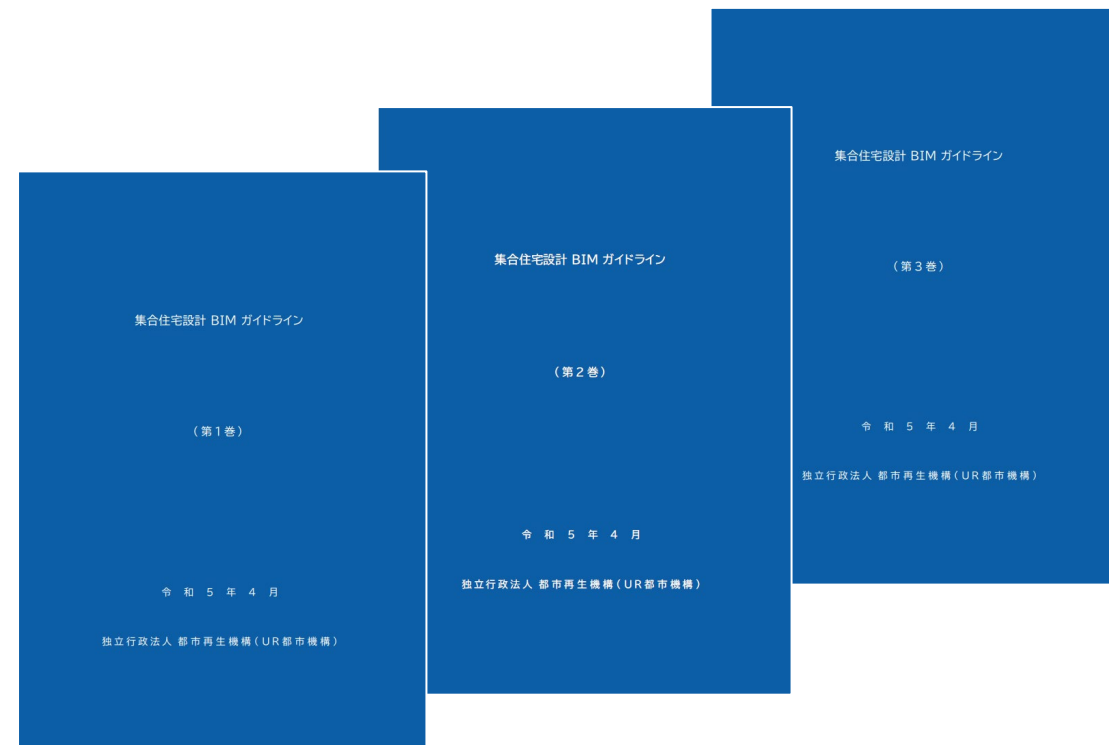 集合住宅設計 BIM ガイドライン
（第1巻）
令 和 5 年 4 月
独立行政法人 都市再生機構（UR都市機構）
集合住宅設計 BIM ガイドライン
（第2巻）
令 和 5 年 4 月
独立行政法人 都市再生機構（UR都市機構）
集合住宅設計 BIM ガイドライン
（第3巻）
令 和 5 年 4 月
独立行政法人 都市再生機構（UR都市機構）